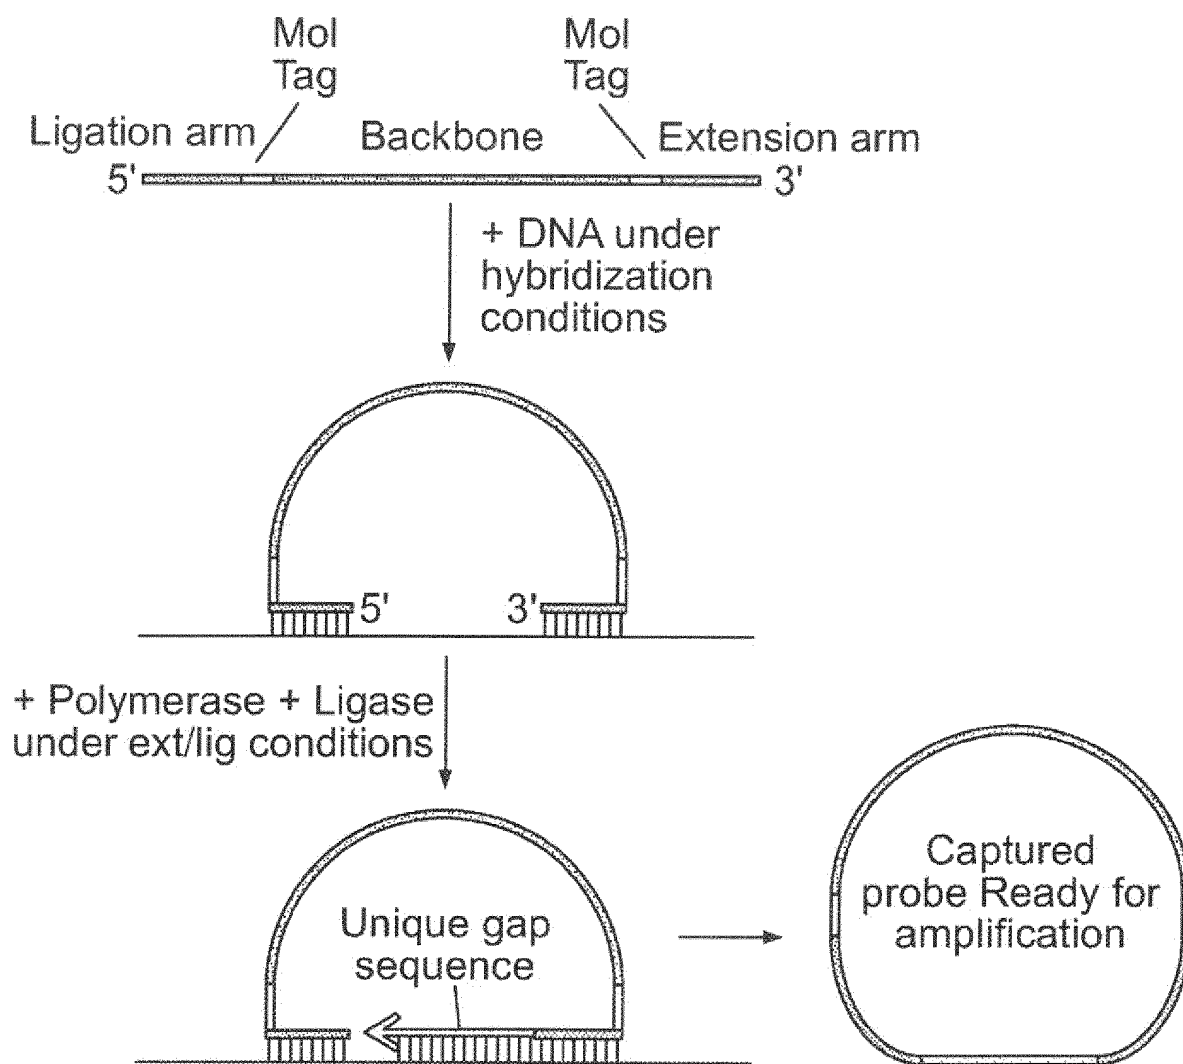 Mol
Tag
Mol
Tag
Ligation arm
Backbone
Extension arm
5'
3'
+ DNA under
hybridization
conditions
5'
3'
+ Polymerase + Ligase
under ext/lig conditions
Unique gap
sequence
Captured
probe Ready for
amplification